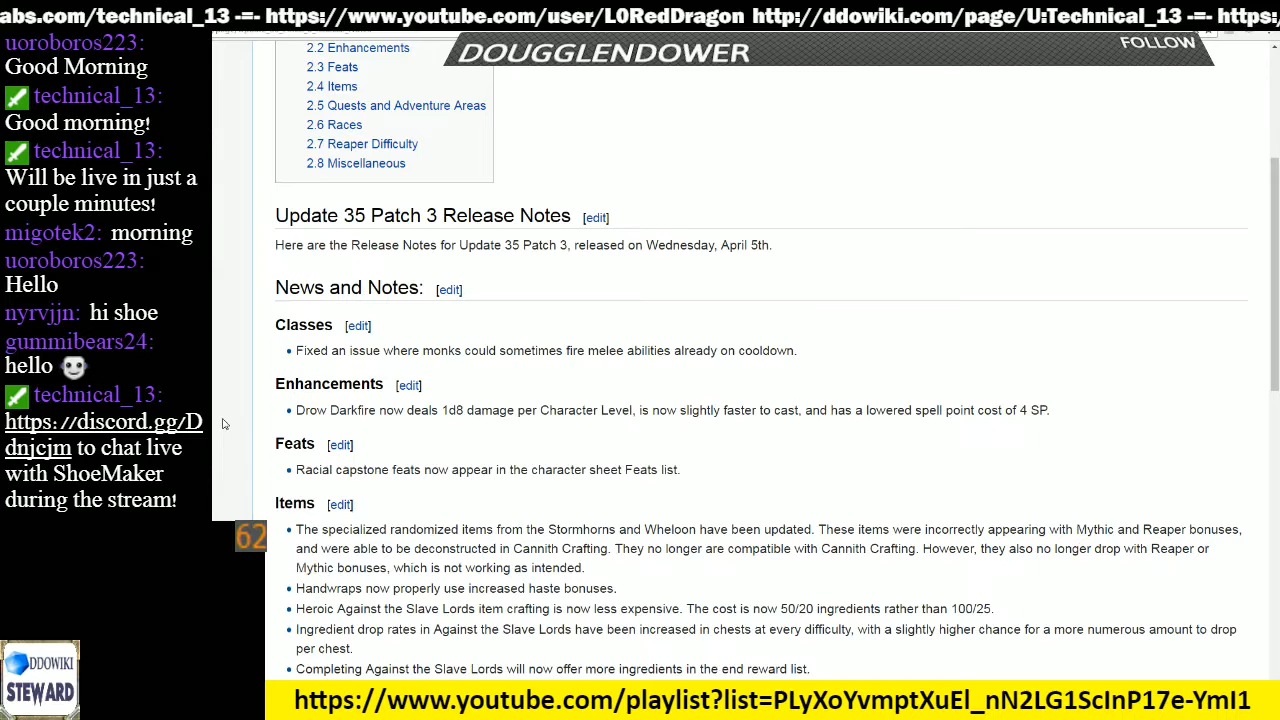 abs.com/technical_13 -=- https://www.youtube.com/user/L0RedDragon http://ddowiki.com/page/U:Technical_13 -=- https:/
uoroboros223:
Good Morning
technical_13:
Good morning!
technical_13:
Will be live in just a
couple minutes!
migotek2: morning
uoroboros223:
Hello
nyrvjjn: hi shoe
gummibears24:
hello
technical_13:
https://discord.gg/D
dnjcjm to chat live
with ShoeMaker
during the stream!
62
DDOWIKI
STEWARD
DOUGGLENDOWER
FOLLOW
2.2 Enhancements
2.3 Feats
2.4 Items
2.5 Quests and Adventure Areas
2.6 Races
2.7 Reaper Difficulty
2.8 Miscellaneous
Update 35 Patch 3 Release Notes [edit]
Here are the Release Notes for Update 35 Patch 3, released on Wednesday, April 5th.
News and Notes: [edit]
Classes [edit]
• Fixed an issue where monks could sometimes fire melee abilities already on cooldown.
Enhancements [edit]
• Drow Darkfire now deals 1d8 damage per Character Level, is now slightly faster to cast, and has a lowered spell point cost of 4 SP.
Feats [edit]
• Racial capstone feats now appear in the character sheet Feats list.
Items [edit]
• The specialized randomized items from the Stormhorns and Wheloon have been updated. These items were incorrectly appearing with Mythic and Reaper bonuses,
and were able to be deconstructed in Cannith Crafting. They no longer are compatible with Cannith Crafting. However, they also no longer drop with Reaper or
Mythic bonuses, which is not working as intended.
• Handwraps now properly use increased haste bonuses.
• Heroic Against the Slave Lords item crafting is now less expensive. The cost is now 50/20 ingredients rather than 100/25.
• Ingredient drop rates in Against the Slave Lords have been increased in chests at every difficulty, with a slightly higher chance for a more numerous amount to drop
per chest.
• Completing Against the Slave Lords will now offer more ingredients in the end reward list.
https://www.youtube.com/playlist?list=PLyXoYvmptXuEl_nN2LG1ScInP17e-YmI1